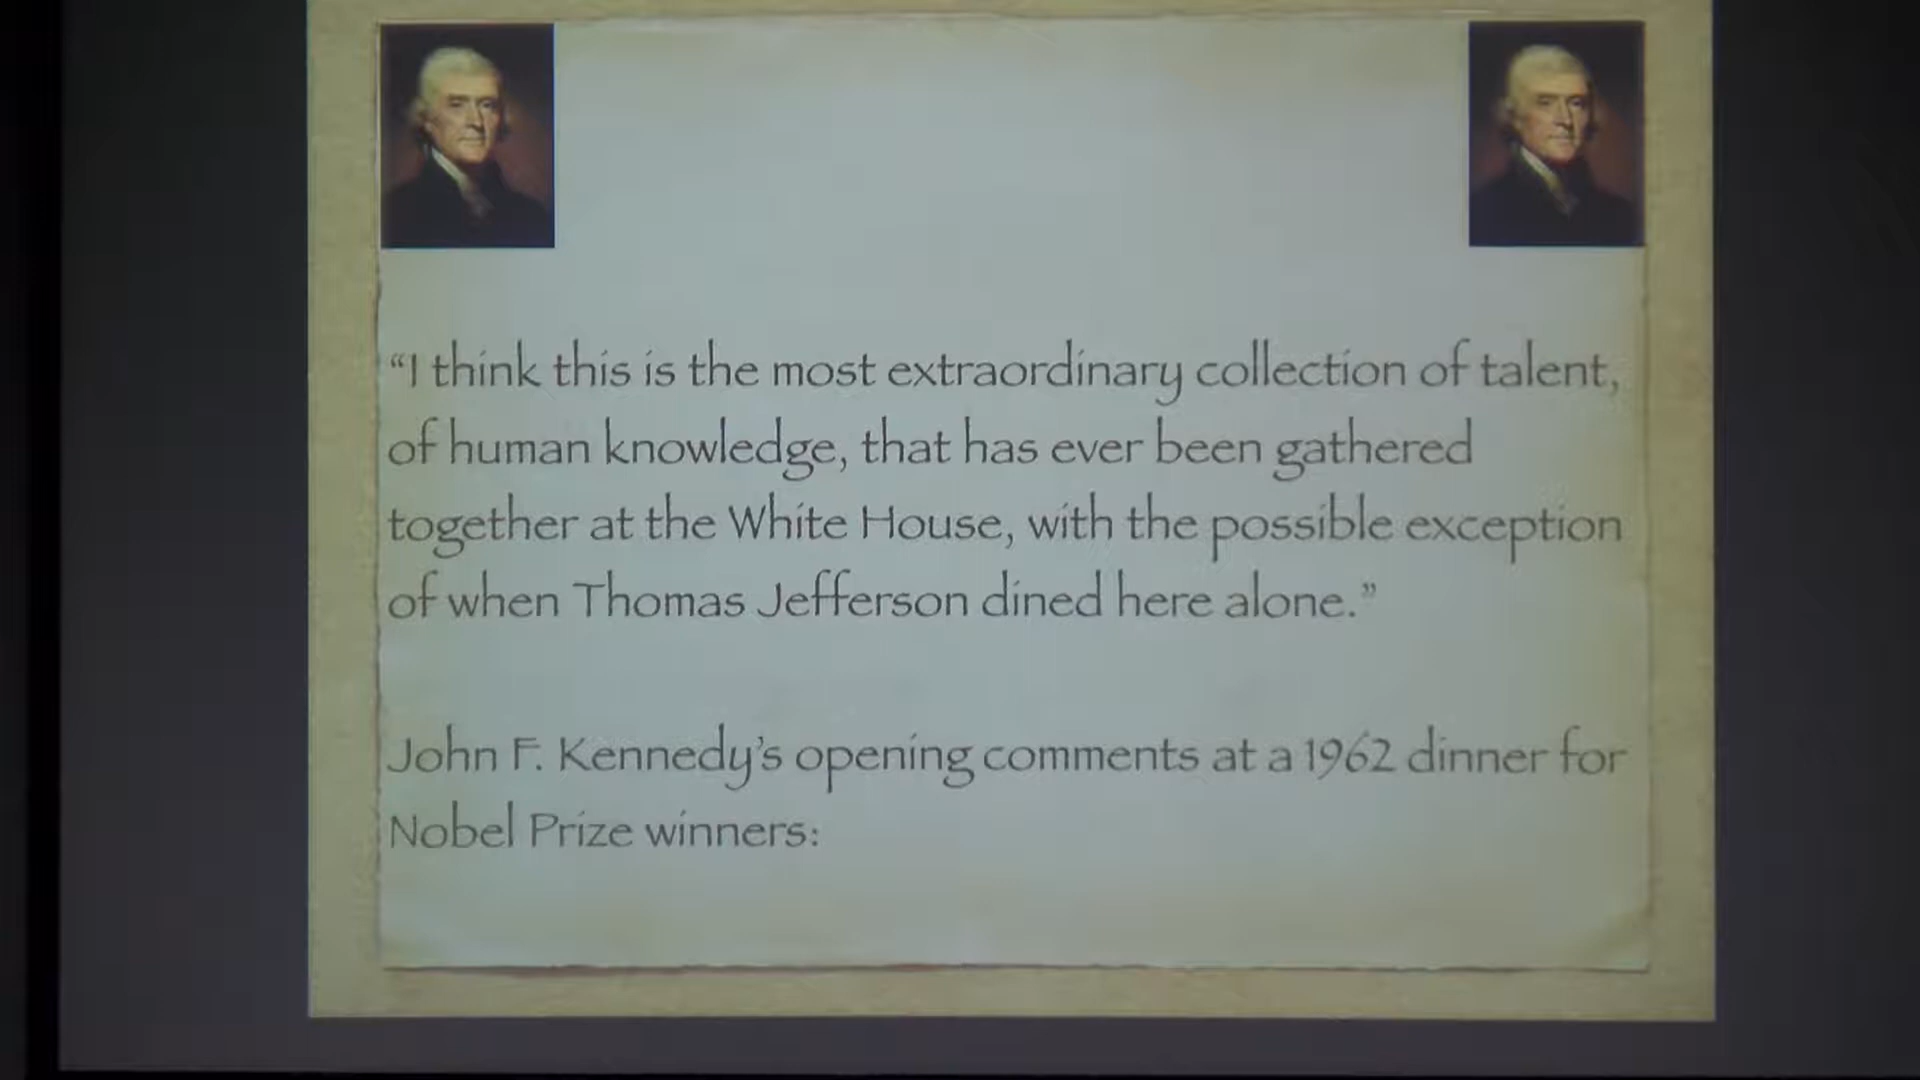 “I think this is the most extraordinary collection of talent,
of human knowledge, that has ever been gathered
together at the White House, with the possible exception
of when Thomas Jefferson dined here alone.”
John F. Kennedy’s opening comments at a 1962 dinner for
Nobel Prize winners: